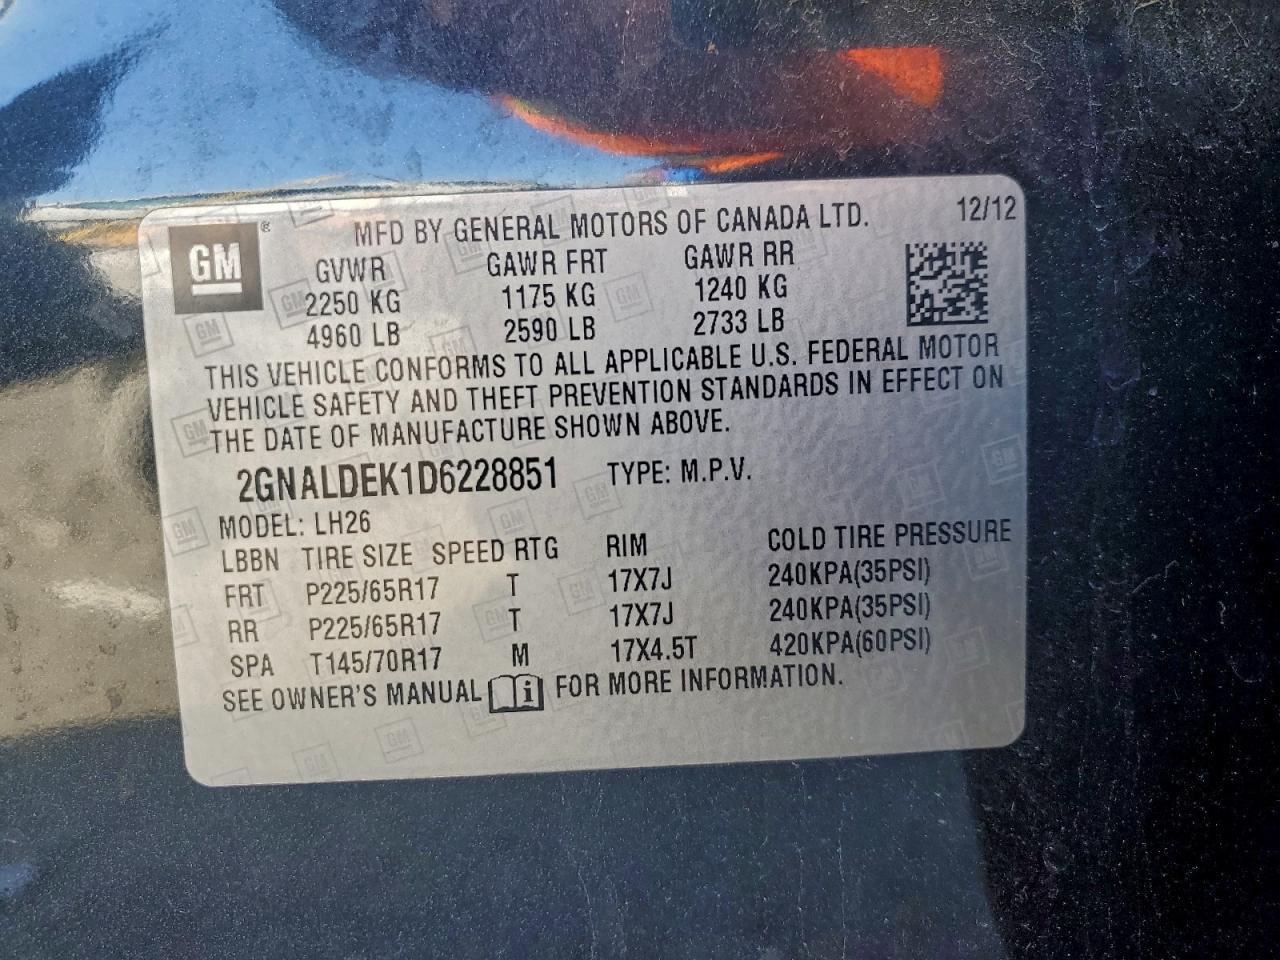 GM ®
MFD BY GENERAL MOTORS OF CANADA LTD. 12/12
GVWR GAWR FRT GAWR RR
2250 KG 1175 KG 1240 KG
4960 LB 2590 LB 2733 LB
THIS VEHICLE CONFORMS TO ALL APPLICABLE U.S. FEDERAL MOTOR
VEHICLE SAFETY AND THEFT PREVENTION STANDARDS IN EFFECT ON
THE DATE OF MANUFACTURE SHOWN ABOVE.
2GNALDEK1D6228851 TYPE: M.P.V.
MODEL: LH26
LBBN TIRE SIZE SPEED RTG RIM COLD TIRE PRESSURE
FRT P225/65R17 T 17X7J 240KPA(35PSI)
RR P225/65R17 T 17X7J 240KPA(35PSI)
SPA T145/70R17 M 17X4.5T 420KPA(60PSI)
SEE OWNER'S MANUAL i FOR MORE INFORMATION.